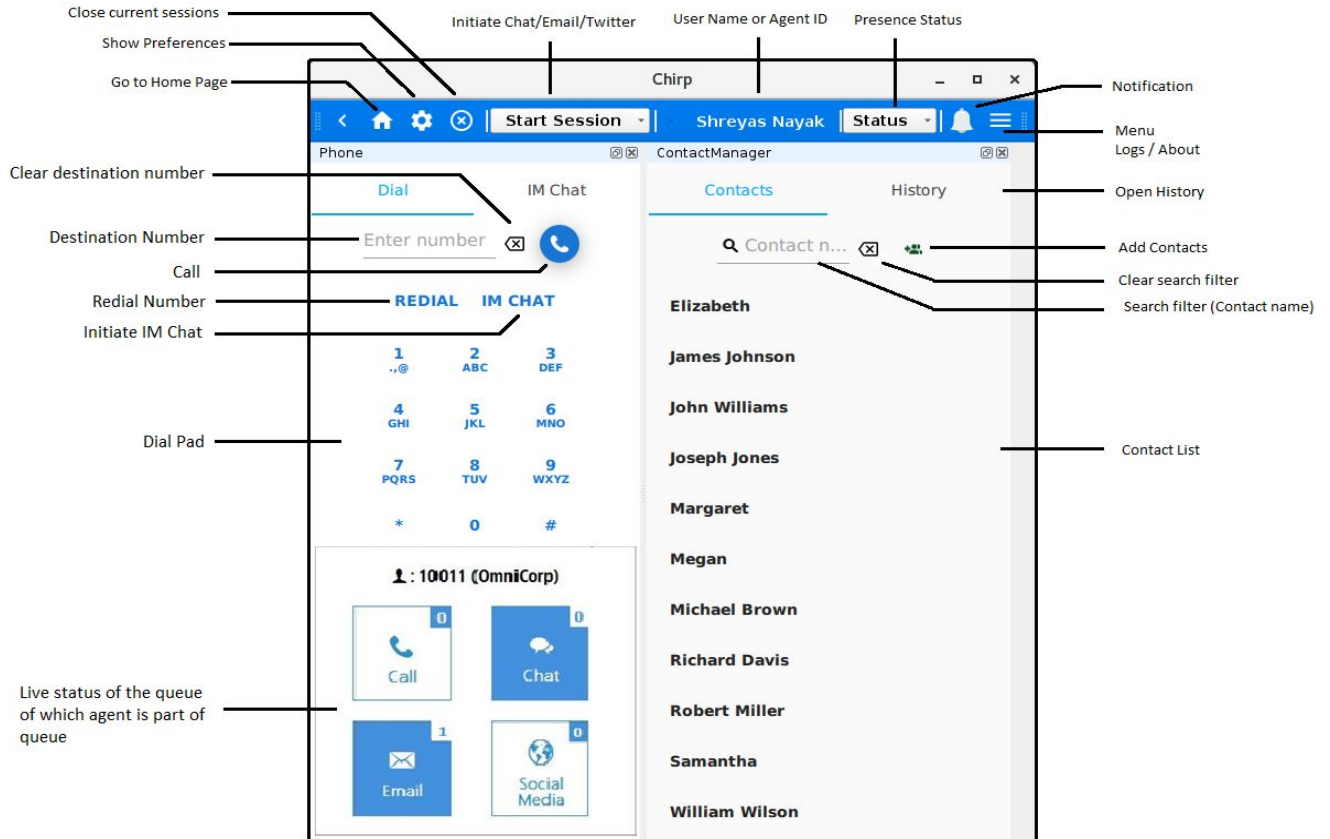 Close current sessions
Initiate Chat/Email/Twitter
User Name or Agent ID
Presence Status
Show Preferences
Go to Home Page
Chirp
Notification
Start Session
Shreyas Nayak
Status
Menu
Logs / About
Phone
ContactManager
Clear destination number
Dial
IM Chat
Contacts
History
Open History
Destination Number
Enter number
Contact n...
Add Contacts
Call
Clear search filter
Redial Number
REDIAL
IM CHAT
Elizabeth
Search filter (Contact name)
Initiate IM Chat
1
2
3
.,@
ABC
DEF
James Johnson
4
5
6
GHI
JKL
MNO
John Williams
Dial Pad
Contact List
7
8
9
PQRS
TUV
WXYZ
Joseph Jones
*
0
#
Margaret
: 10011 (OmniCorp)
Megan
0
0
Michael Brown
Call
Chat
Richard Davis
Live status of the queue
of which agent is part of
queue
1
0
Robert Miller
Email
Social
Media
Samantha
William Wilson